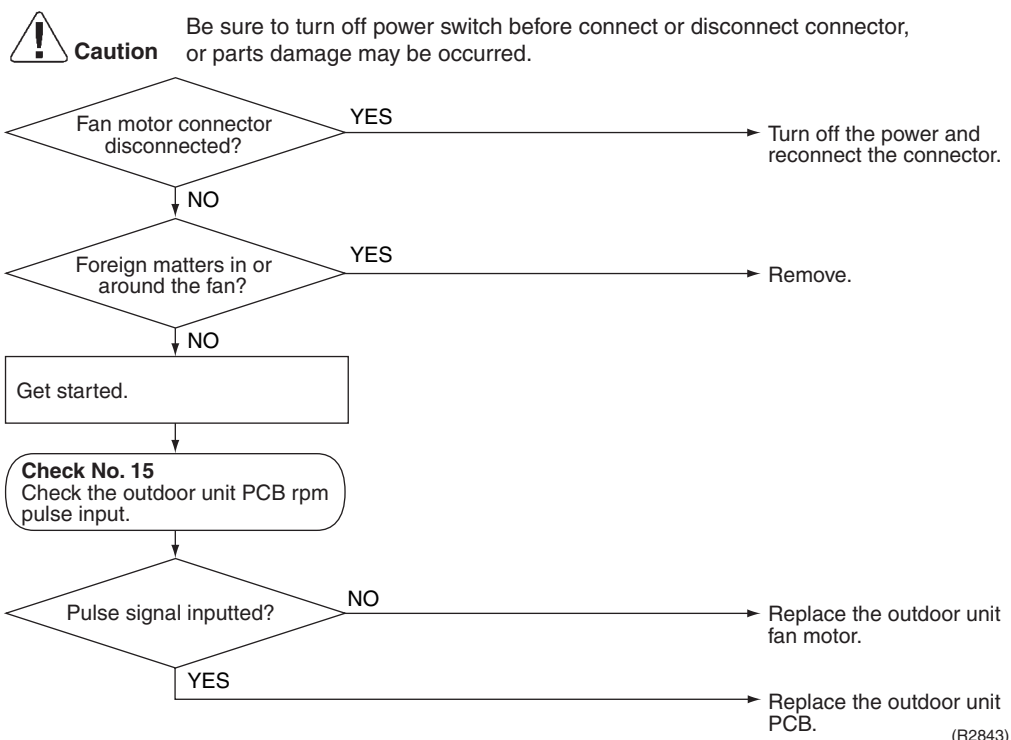 Be sure to turn off power switch before connect or disconnect connector,
Caution or parts damage may be occurred.
Fan motor connector
disconnected?
YES
Turn off the power and
reconnect the connector.
NO
Foreign matters in or
around the fan?
YES
Remove.
NO
Get started.
Check No. 15
Check the outdoor unit PCB rpm
pulse input.
Pulse signal inputted?
NO
Replace the outdoor unit
fan motor.
YES
Replace the outdoor unit
PCB.
(R2843)